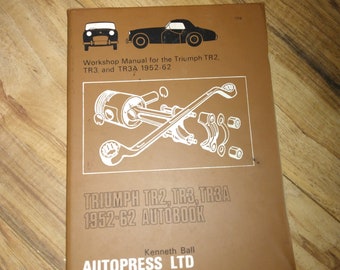 Workshop Manual for the Triumph TR2,
TR3, and TR3A 1952-62
TRIUMPH TR2, TR3, TR3A
1952-62 AUTOBOOK
Kenneth Ball
AUTOPRESS LTD